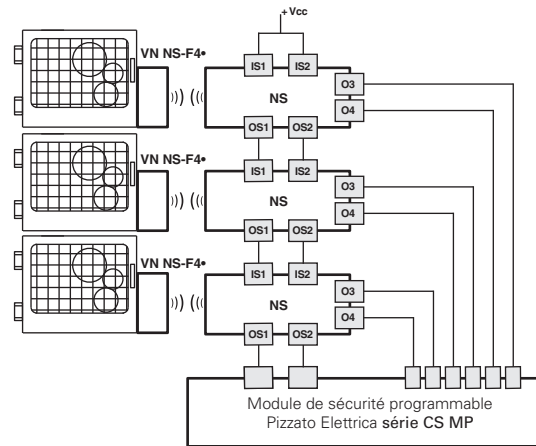 +Vcc
VN NS-F4•
IS1 IS2
O3
NS
O4
OS1 OS2
VN NS-F4•
IS1 IS2
O3
NS
O4
OS1 OS2
VN NS-F4•
IS1 IS2
O3
NS
O4
OS1 OS2
Module de sécurité programmable
Pizzato Elettrica série CS MP